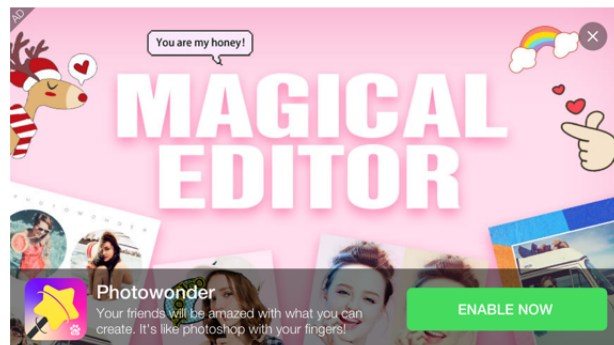 AD
You are my honey!
MAGICAL
EDITOR
PHOTOWONDER
Photowonder
Your friends will be amazed with what you can
create. It's like photoshop with your fingers!
ENABLE NOW